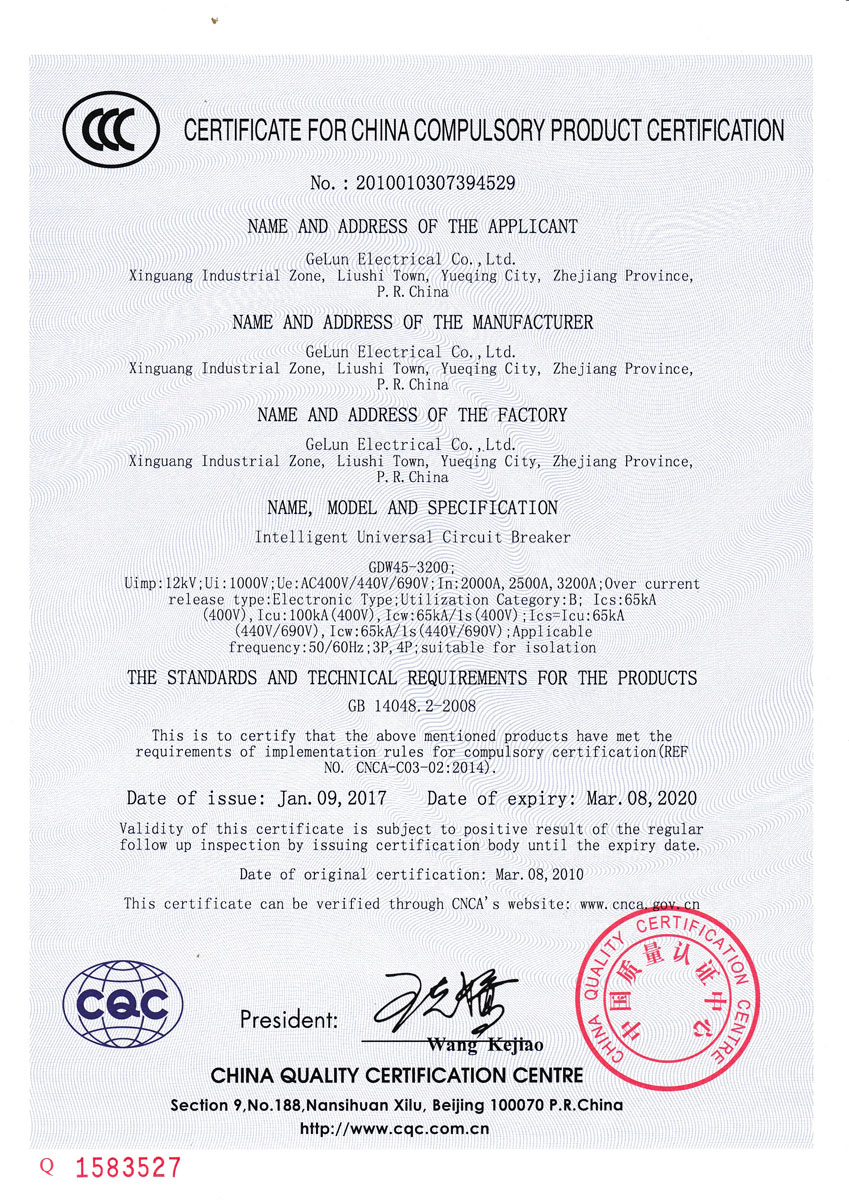 CCC
CERTIFICATE FOR CHINA COMPULSORY PRODUCT CERTIFICATION
No.: 2010010307394529
NAME AND ADDRESS OF THE APPLICANT
GeLun Electrical Co.,Ltd.
Xinguang Industrial Zone, Liushi Town, Yueqing City, Zhejiang Province,
P.R.China
NAME AND ADDRESS OF THE MANUFACTURER
GeLun Electrical Co.,Ltd.
Xinguang Industrial Zone, Liushi Town, Yueqing City, Zhejiang Province,
P.R.China
NAME AND ADDRESS OF THE FACTORY
GeLun Electrical Co.,Ltd.
Xinguang Industrial Zone, Liushi Town, Yueqing City, Zhejiang Province,
P.R.China
NAME, MODEL AND SPECIFICATION
Intelligent Universal Circuit Breaker
GDW45-3200:
Uimp:12kV;Ui:1000V;Ue:AC400V/440V/690V;In:2000A,2500A,3200A;Over current
release type:Electronic Type;Utilization Category:B; Ics:65kA
(400V),Icu:100kA(400V),Icw:65kA/1s(400V);Ics=Icu:65kA
(440V/690V),Icw:65kA/1s(440V/690V);Applicable
frequency:50/60Hz;3P,4P;suitable for isolation
THE STANDARDS AND TECHNICAL REQUIREMENTS FOR THE PRODUCTS
GB 14048.2-2008
This is to certify that the above mentioned products have met the
requirements of implementation rules for compulsory certification(REF
NO. CNCA-C03-02:2014).
Date of issue: Jan.09,2017 Date of expiry: Mar.08,2020
Validity of this certificate is subject to positive result of the regular
follow up inspection by issuing certification body until the expiry date.
Date of original certification: Mar.08,2010
This certificate can be verified through CNCA's website: www.cnca.gov.cn
CHINA QUALITY CERTIFICATION CENTRE
中国质量认证中心
CQC
President:
Wang Kejiao
CHINA QUALITY CERTIFICATION CENTRE
Section 9,No.188,Nansihuan Xilu, Beijing 100070 P.R.China
http://www.cqc.com.cn
Q 1583527